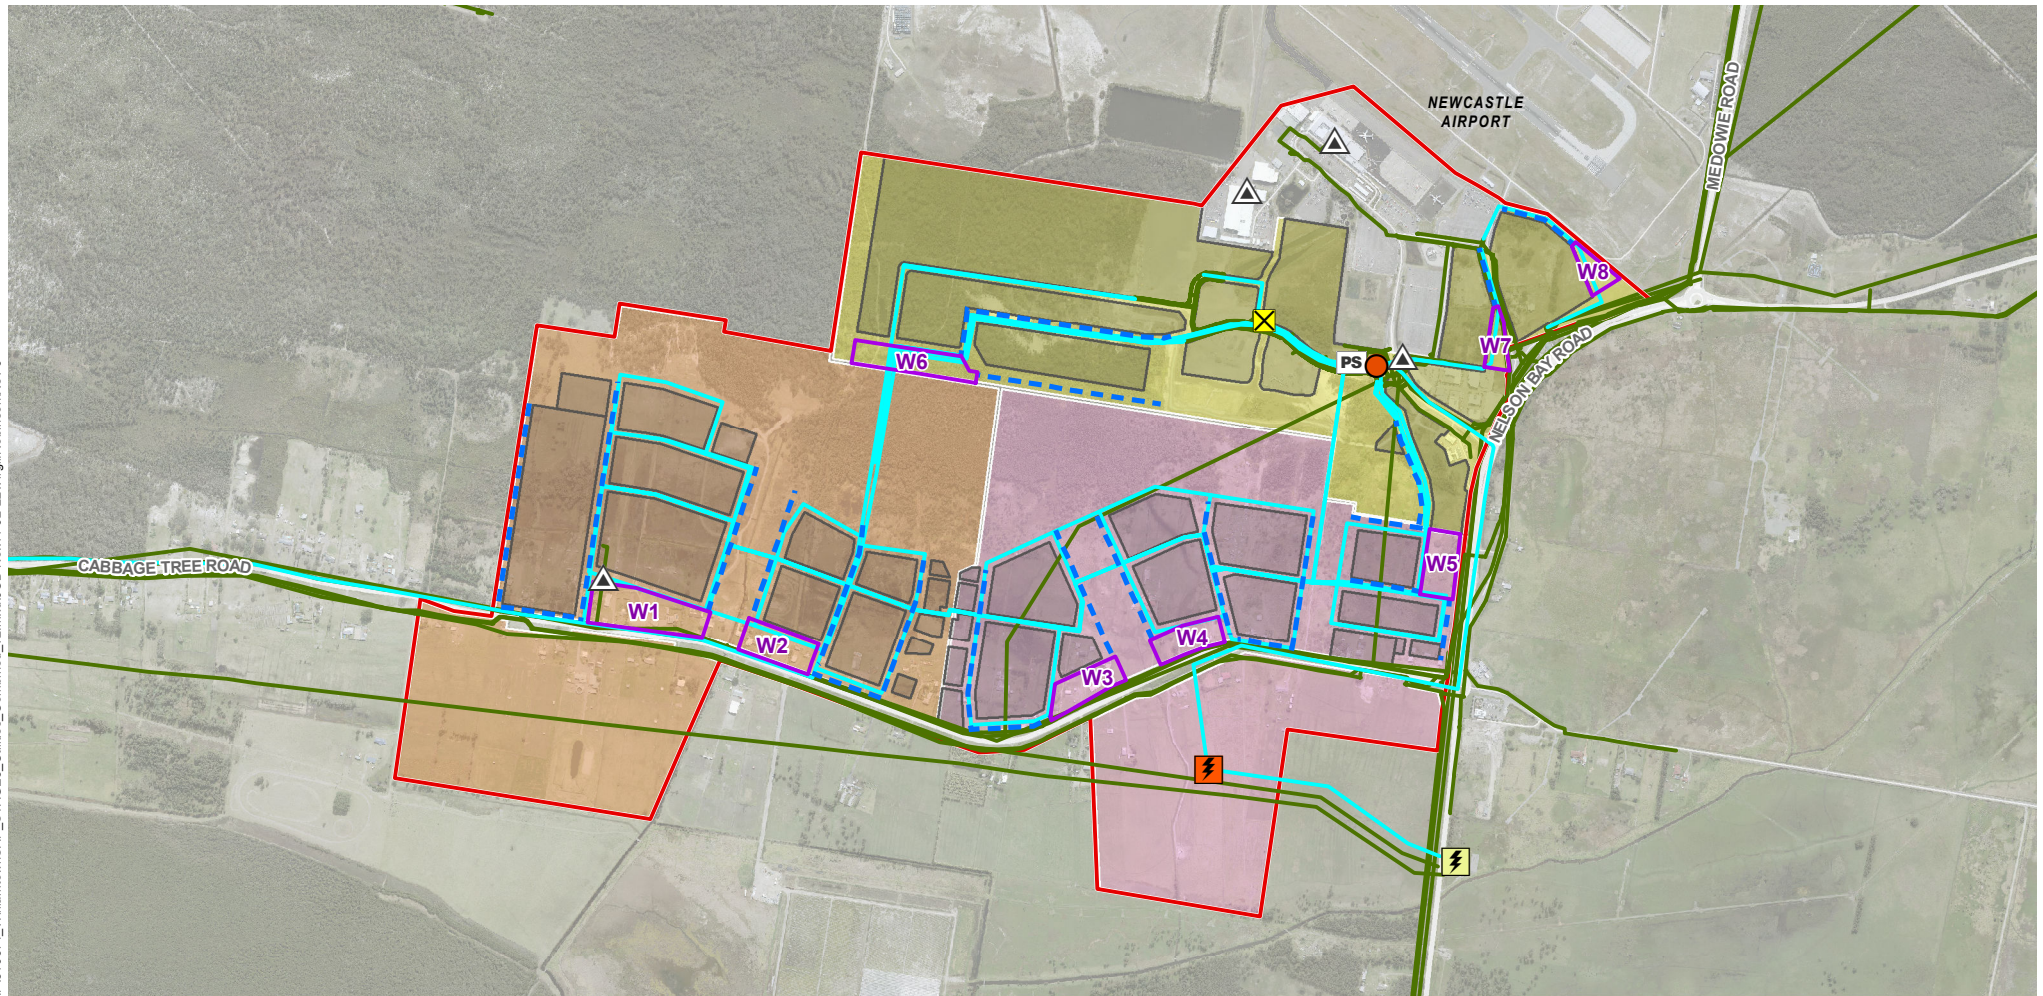 NEWCASTLE
AIRPORT
MEDOWIE ROAD
W8
W7
PS
NELSON BAY ROAD
W6
CABBAGE TREE ROAD
W5
W1
W2
W4
W3